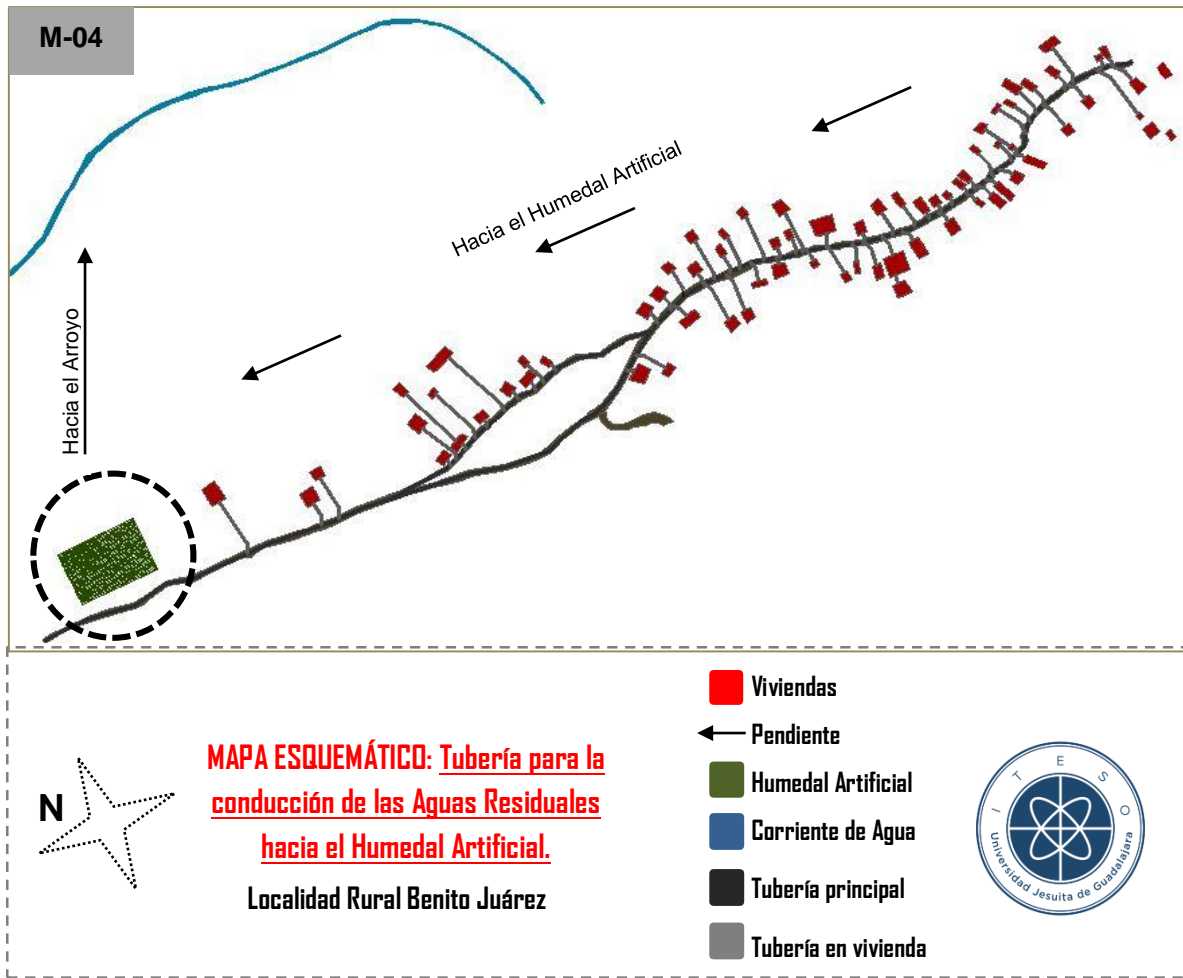 M-04
Hacia el Humedal Artificial
Hacia el Arroyo
N
MAPA ESQUEMÁTICO: Tubería para la
conducción de las Aguas Residuales
hacia el Humedal Artificial.
Localidad Rural Benito Juárez
Viviendas
Pendiente
Humedal Artificial
Corriente de Agua
Tubería principal
Tubería en vivienda
ITESO
Universidad Jesuita de Guadalajara